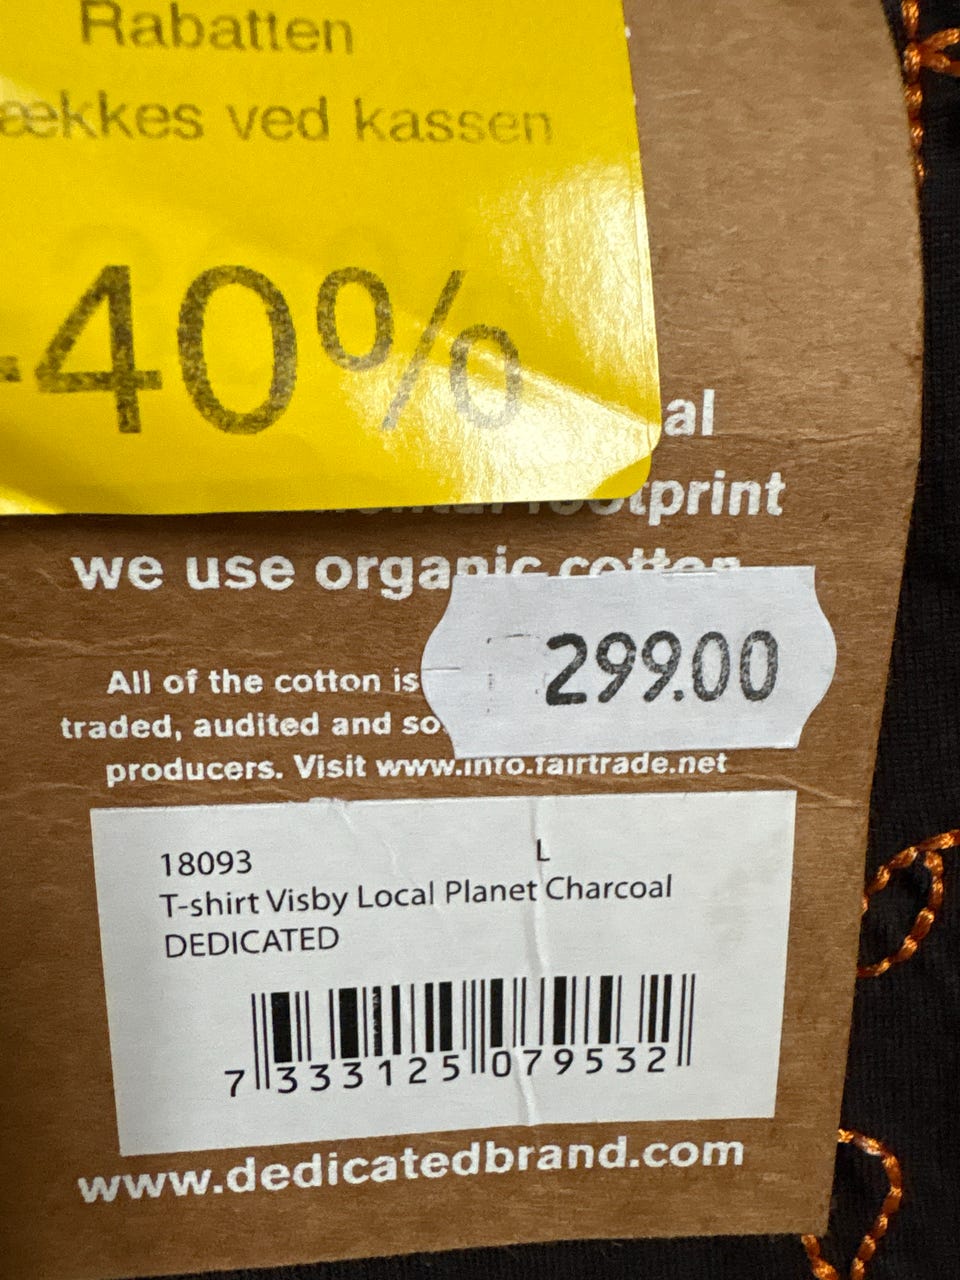 Rabatten
ækkes ved kassen
-40%
al
tprint
we use organic cotton
299.00
All of the cotton is
traded, audited and so
producers. Visit www.info.fairtrade.net
18093 L
T-shirt Visby Local Planet Charcoal
DEDICATED
7 333125 079532
www.dedicatedbrand.com